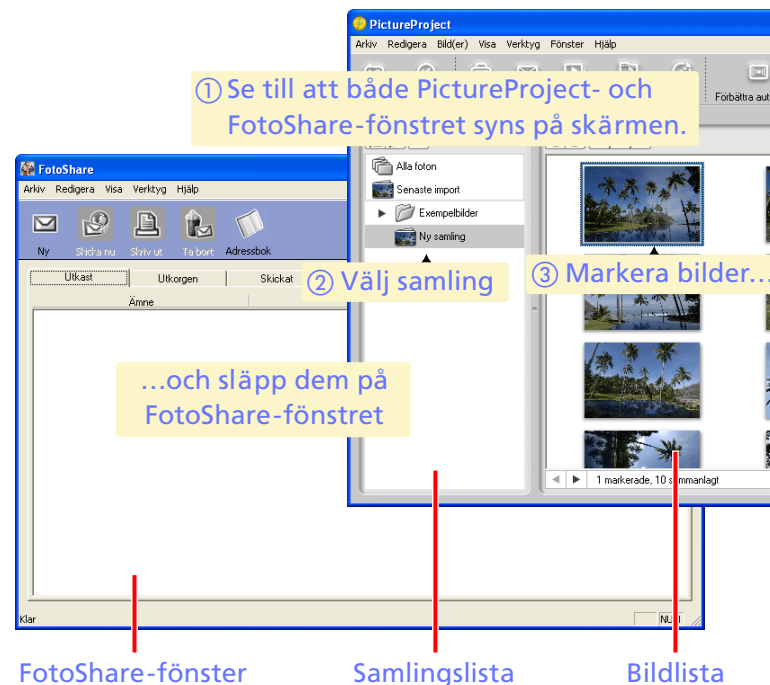 PictureProject
Arkiv Redigera Bild(er) Visa Verktyg Fönster Hjälp
① Se till att både PictureProject- och
FotoShare-fönstret syns på skärmen.
Förbättra aut
FotoShare
Arkiv Redigera Visa Verktyg Hjälp
Ny Skicka nu Skriv ut Ta bort Adressbok
Utkast Utkorgen Skickat
Ämne
Alla foton
Senaste import
Exempelbilder
Ny samling
② Välj samling
③ Markera bilder...
...och släpp dem på
FotoShare-fönstret
1 markerade, 10 sammanlagt
Klar
NUM
FotoShare-fönster Samlingslista Bildlista